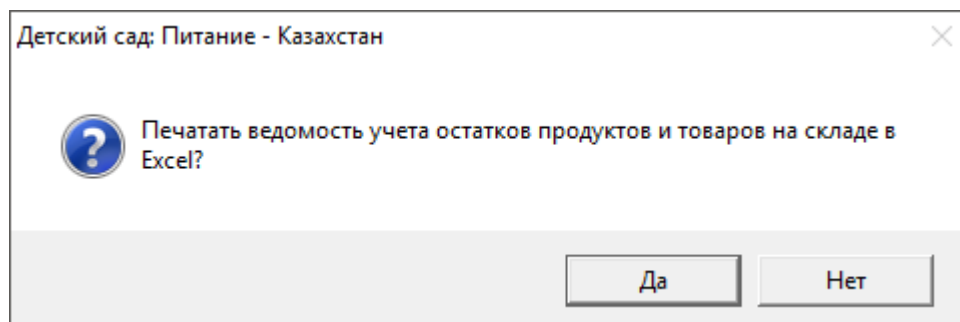 Детский сад: Питание - Казахстан
Печатать ведомость учета остатков продуктов и товаров на складе в
Excel?
Да
Нет